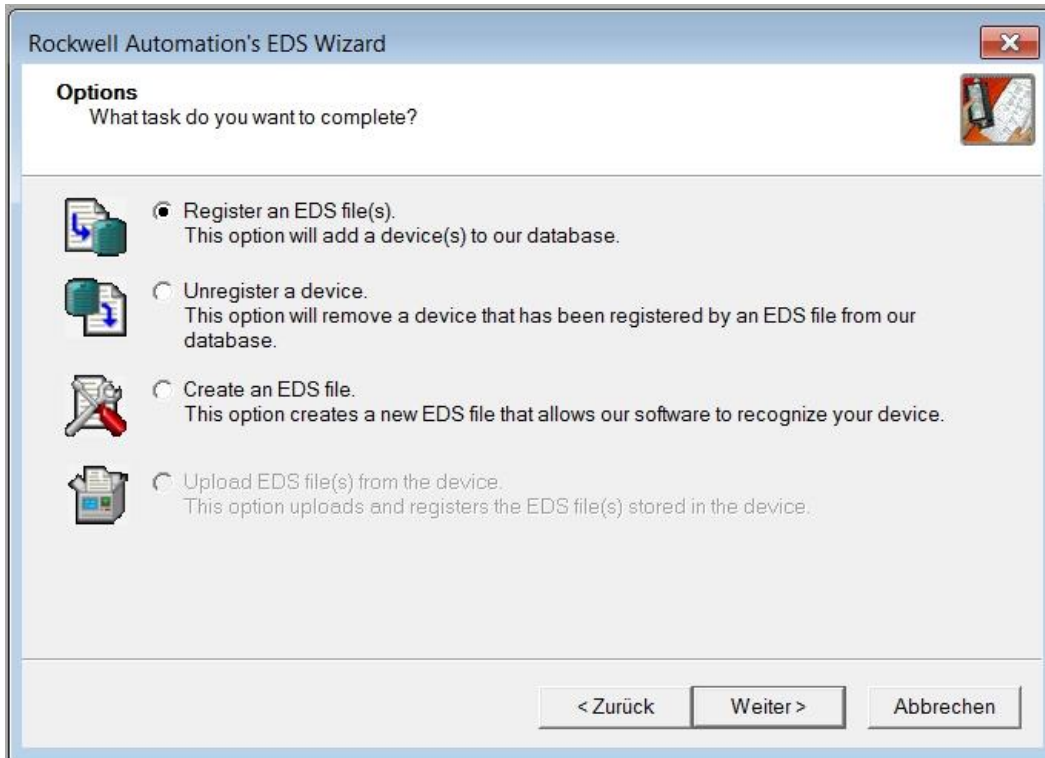 Rockwell Automation's EDS Wizard
Options
What task do you want to complete?
Register an EDS file(s).
This option will add a device(s) to our database.
Unregister a device.
This option will remove a device that has been registered by an EDS file from our
database.
Create an EDS file.
This option creates a new EDS file that allows our software to recognize your device.
Upload EDS file(s) from the device.
This option uploads and registers the EDS file(s) stored in the device.
< Zurück
Weiter >
Abbrechen